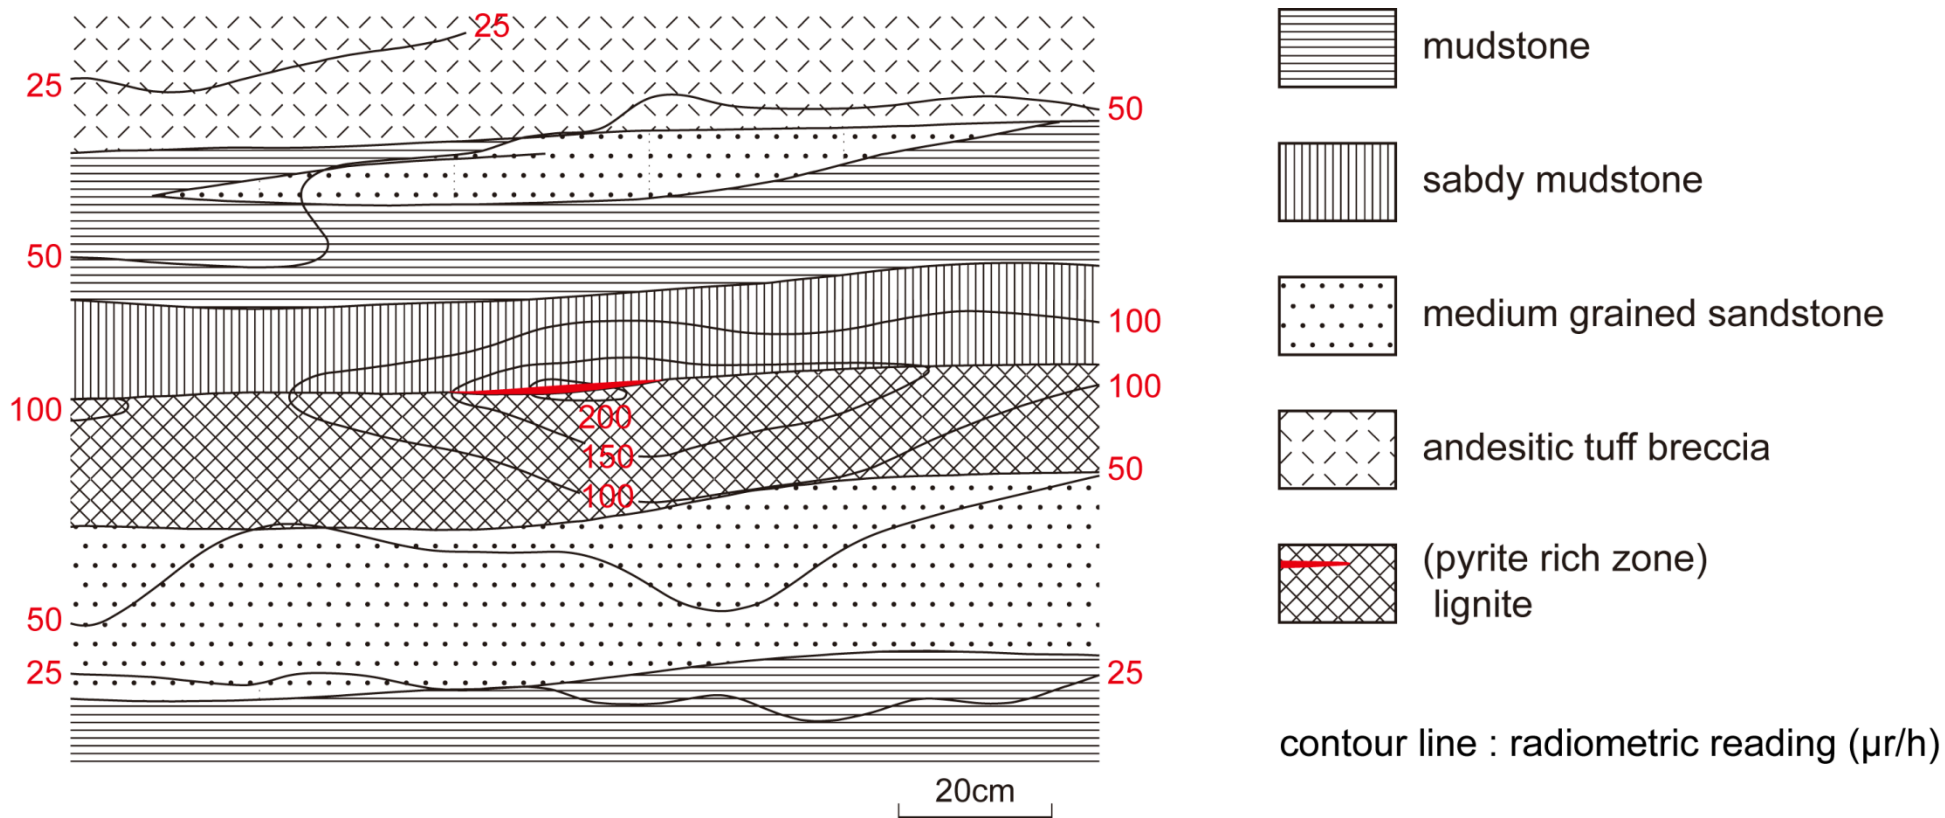 25
25
50
50
100
100
100
200
150
100
50
50
25
25
20cm
mudstone
sabdy mudstone
medium grained sandstone
andesitic tuff breccia
(pyrite rich zone)
lignite
contour line : radiometric reading (µr/h)